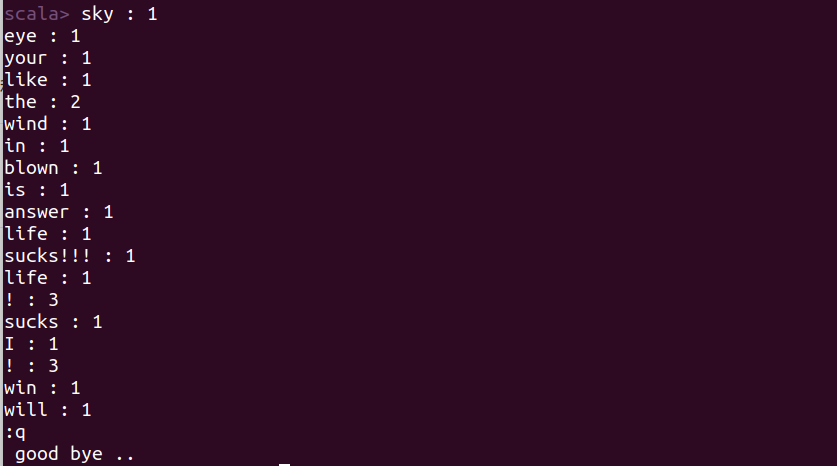 scala> sky : 1
eye : 1
your : 1
like : 1
the : 2
wind : 1
in : 1
blown : 1
is : 1
answer : 1
life : 1
sucks!!! : 1
life : 1
! : 3
sucks : 1
I : 1
! : 3
win : 1
will : 1
:q
good bye ..